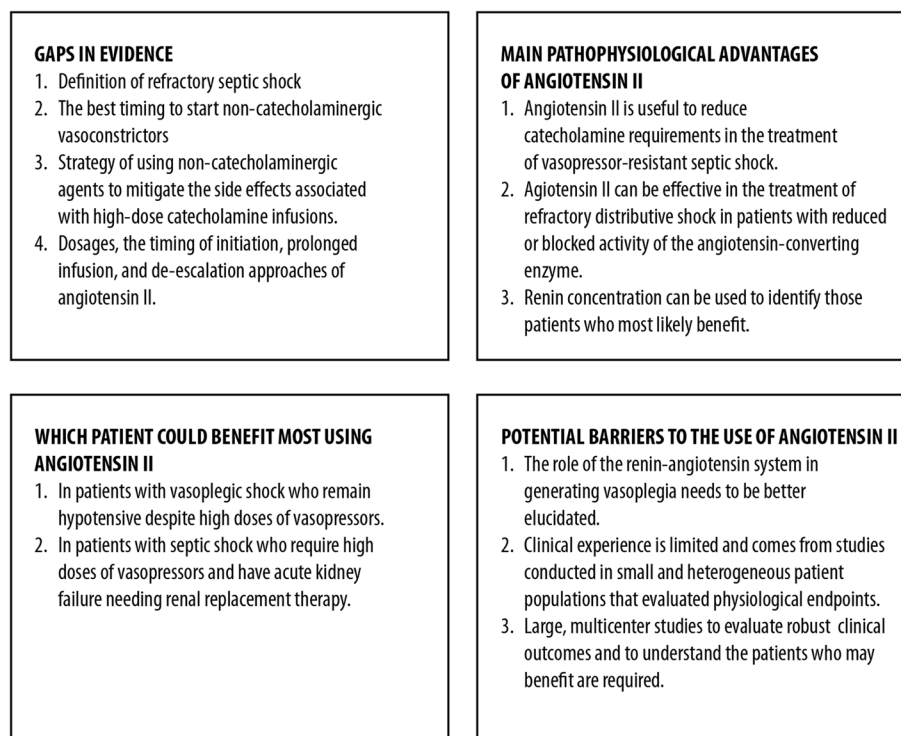 GAPS IN EVIDENCE
1. Definition of refractory septic shock
2. The best timing to start non-catecholaminergic
vasoconstrictors
3. Strategy of using non-catecholaminergic
agents to mitigate the side effects associated
with high-dose catecholamine infusions.
4. Dosages, the timing of initiation, prolonged
infusion, and de-escalation approaches of
angiotensin II.
MAIN PATHOPHYSIOLOGICAL ADVANTAGES
OF ANGIOTENSIN II
1. Angiotensin II is useful to reduce
catecholamine requirements in the treatment
of vasopressor-resistant septic shock.
2. Agiotensin II can be effective in the treatment of
refractory distributive shock in patients with reduced
or blocked activity of the angiotensin-converting
enzyme.
3. Renin concentration can be used to identify those
patients who most likely benefit.
WHICH PATIENT COULD BENEFIT MOST USING
ANGIOTENSIN II
1. In patients with vasoplegic shock who remain
hypotensive despite high doses of vasopressors.
2. In patients with septic shock who require high
doses of vasopressors and have acute kidney
failure needing renal replacement therapy.
POTENTIAL BARRIERS TO THE USE OF ANGIOTENSIN II
1. The role of the renin-angiotensin system in
generating vasoplegia needs to be better
elucidated.
2. Clinical experience is limited and comes from studies
conducted in small and heterogeneous patient
populations that evaluated physiological endpoints.
3. Large, multicenter studies to evaluate robust clinical
outcomes and to understand the patients who may
benefit are required.